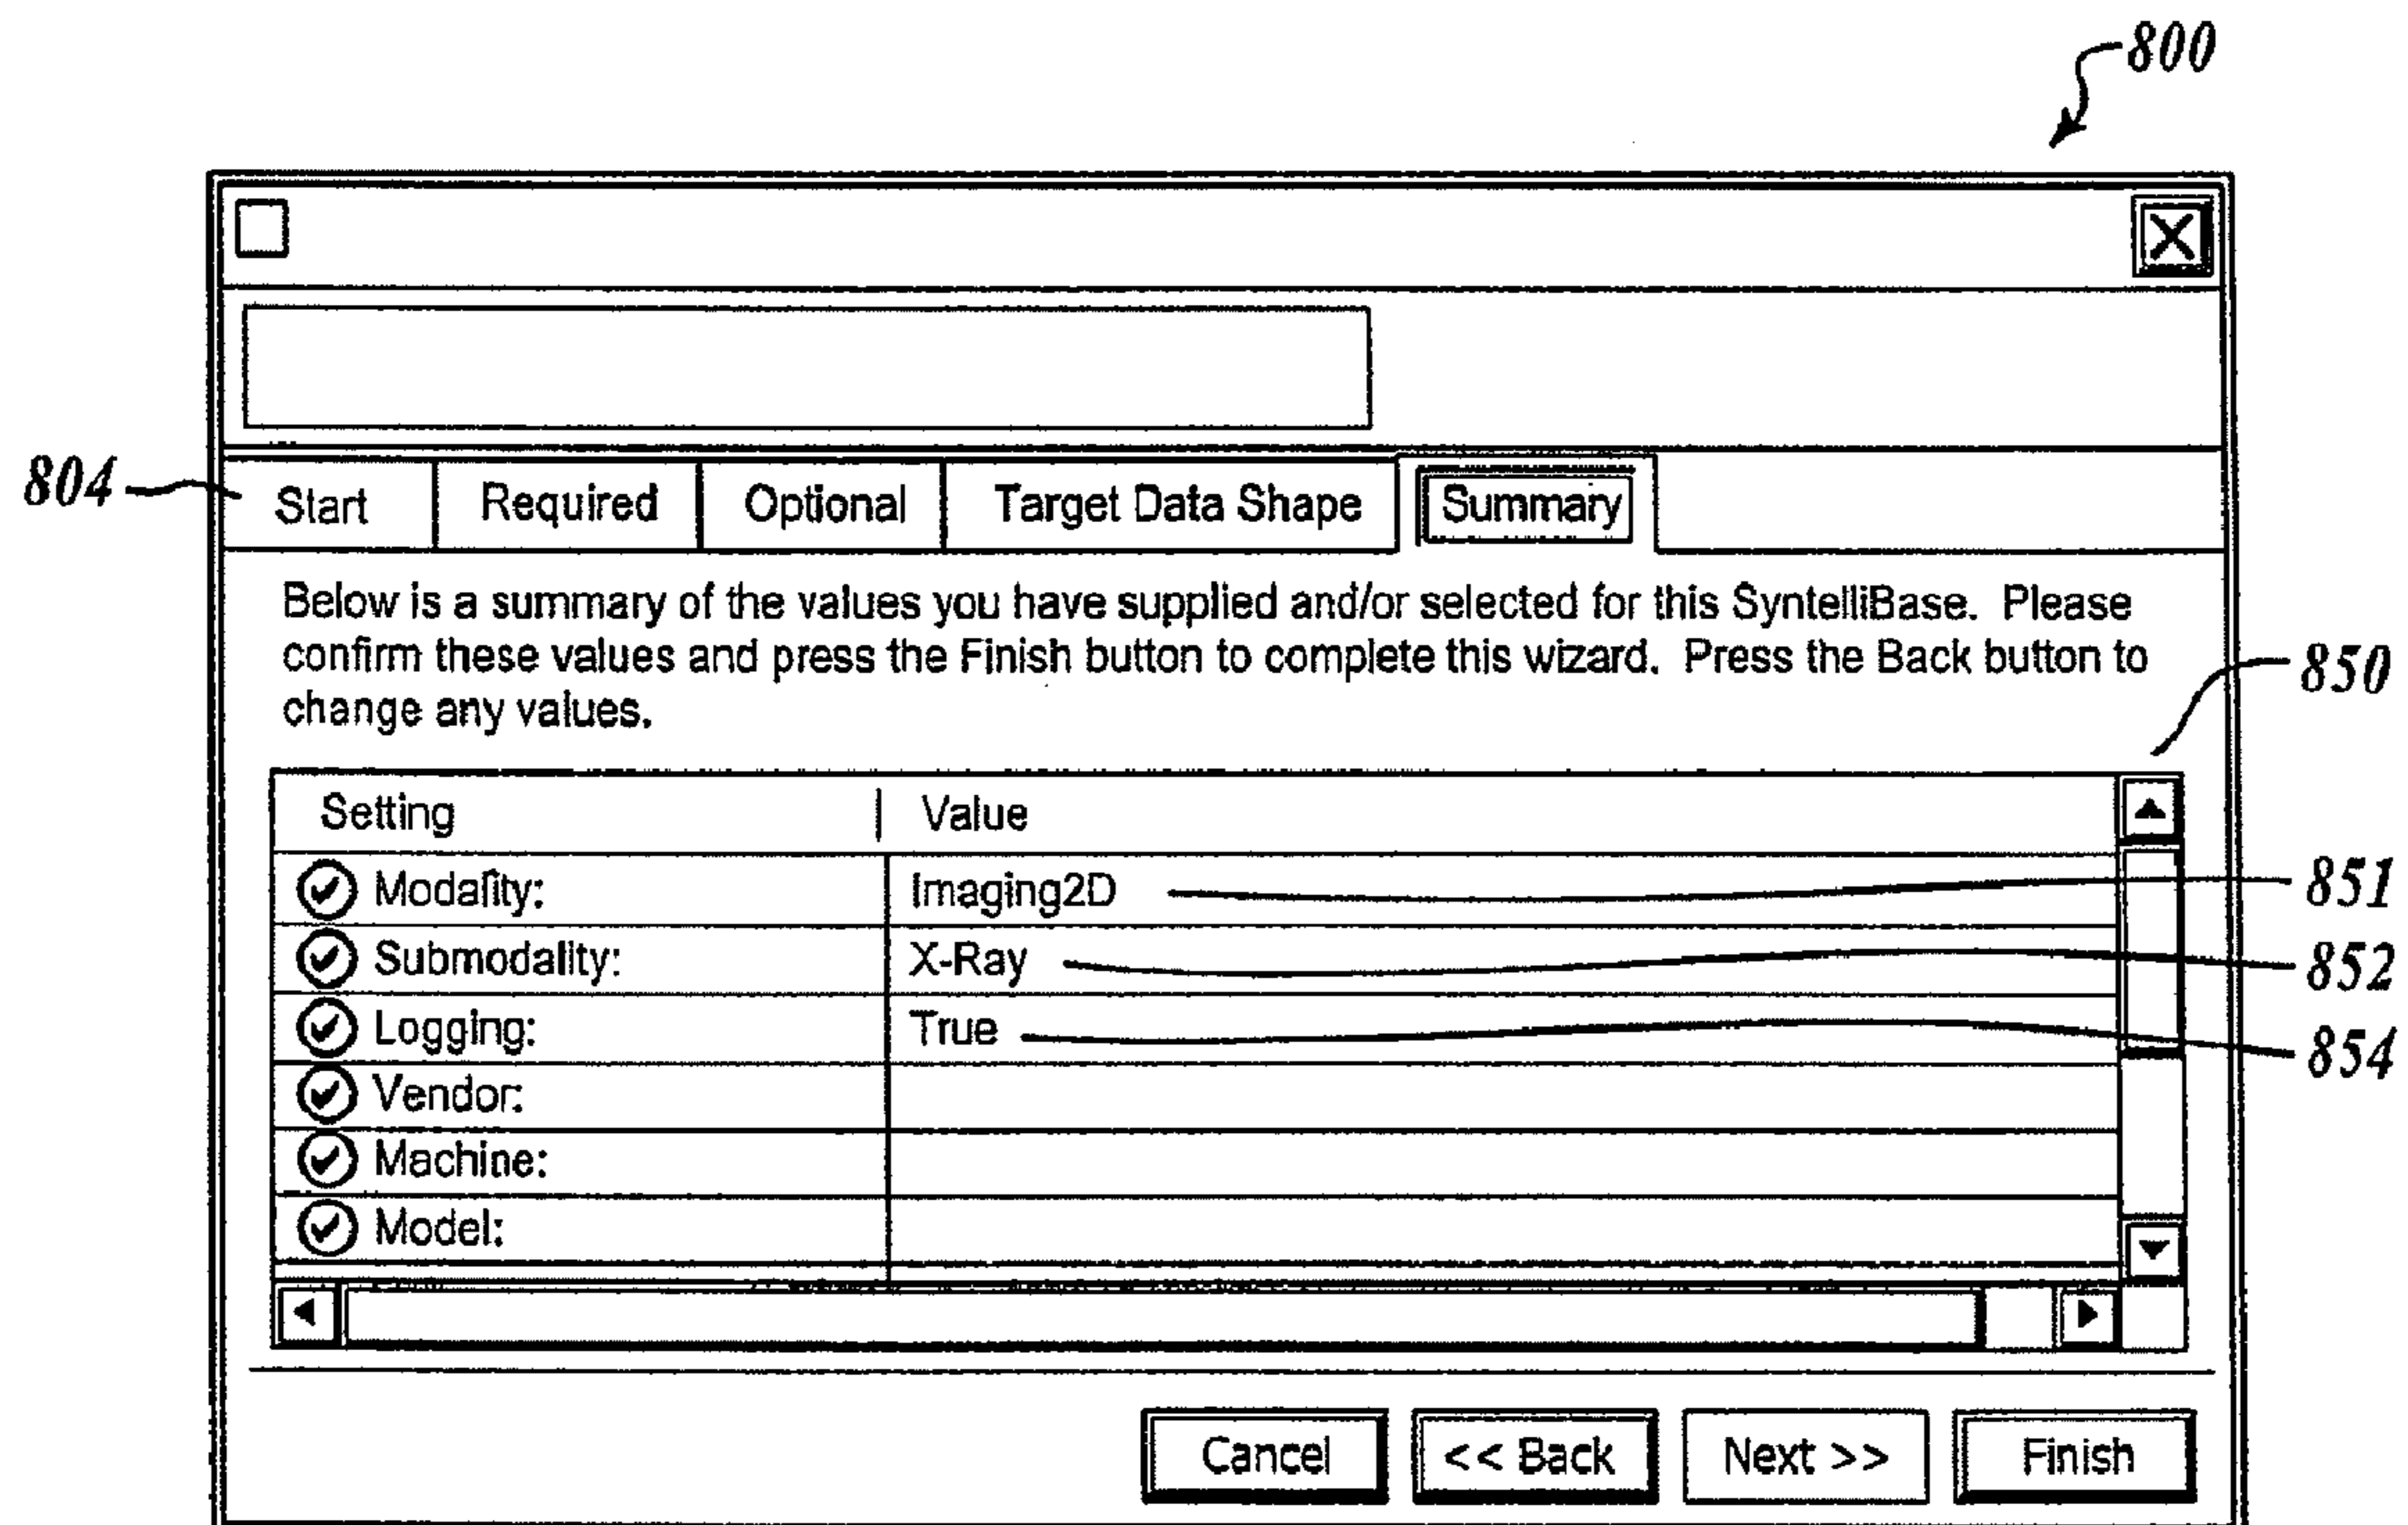 800
804
Start Required Optional Target Data Shape Summary
Below is a summary of the values you have supplied and/or selected for this SyntelliBase. Please
confirm these values and press the Finish button to complete this wizard. Press the Back button to
change any values.
850
Setting Value
Modality: Imaging2D 851
Submodality: X-Ray 852
Logging: True 854
Vendor:
Machine:
Model:
Cancel << Back Next >> Finish